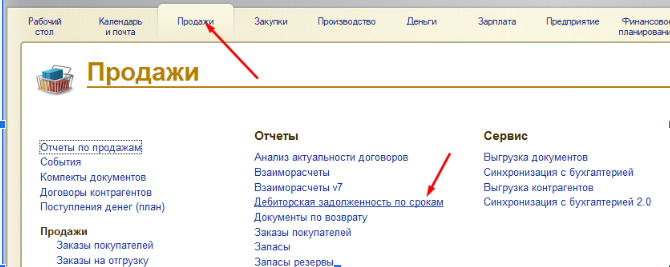 Рабочий стол
Календарь и почта
Продажи
Закупки
Производство
Деньги
Зарплата
Предприятие
Финансовое планирование
Продажи
Отчеты по продажам
События
Комлекты документов
Договоры контрагентов
Поступления денег (план)
Продажи
Заказы покупателей
Заказы на отгрузку
Отчеты
Анализ актуальности договоров
Взаиморасчеты
Взаиморасчеты v7
Дебиторская задолженность по срокам
Документы по возврату
Заказы покупателей
Запасы
Запасы резервы
Сервис
Выгрузка документов
Синхронизация с бухгалтерией
Выгрузка контрагентов
Синхронизация с бухгалтерией 2.0